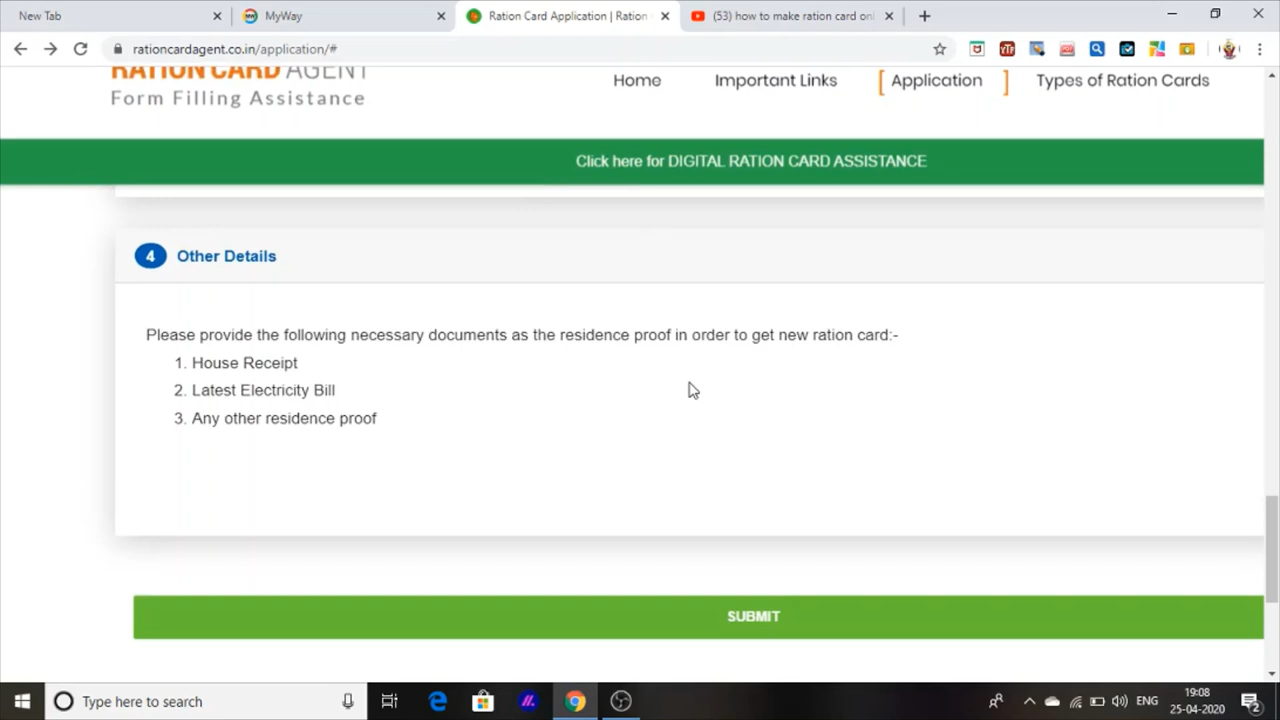 New Tab
MyWay
Ration Card Application | Ration
(53) how to make ration card onl
rationcardagent.co.in/application/#
RATION CARD AGENT
Form Filling Assistance
Home
Important Links
[ Application ]
Types of Ration Cards
Click here for DIGITAL RATION CARD ASSISTANCE
4 Other Details
Please provide the following necessary documents as the residence proof in order to get new ration card:-
1. House Receipt
2. Latest Electricity Bill
3. Any other residence proof
SUBMIT
Type here to search
ENG
19:08
25-04-2020
2